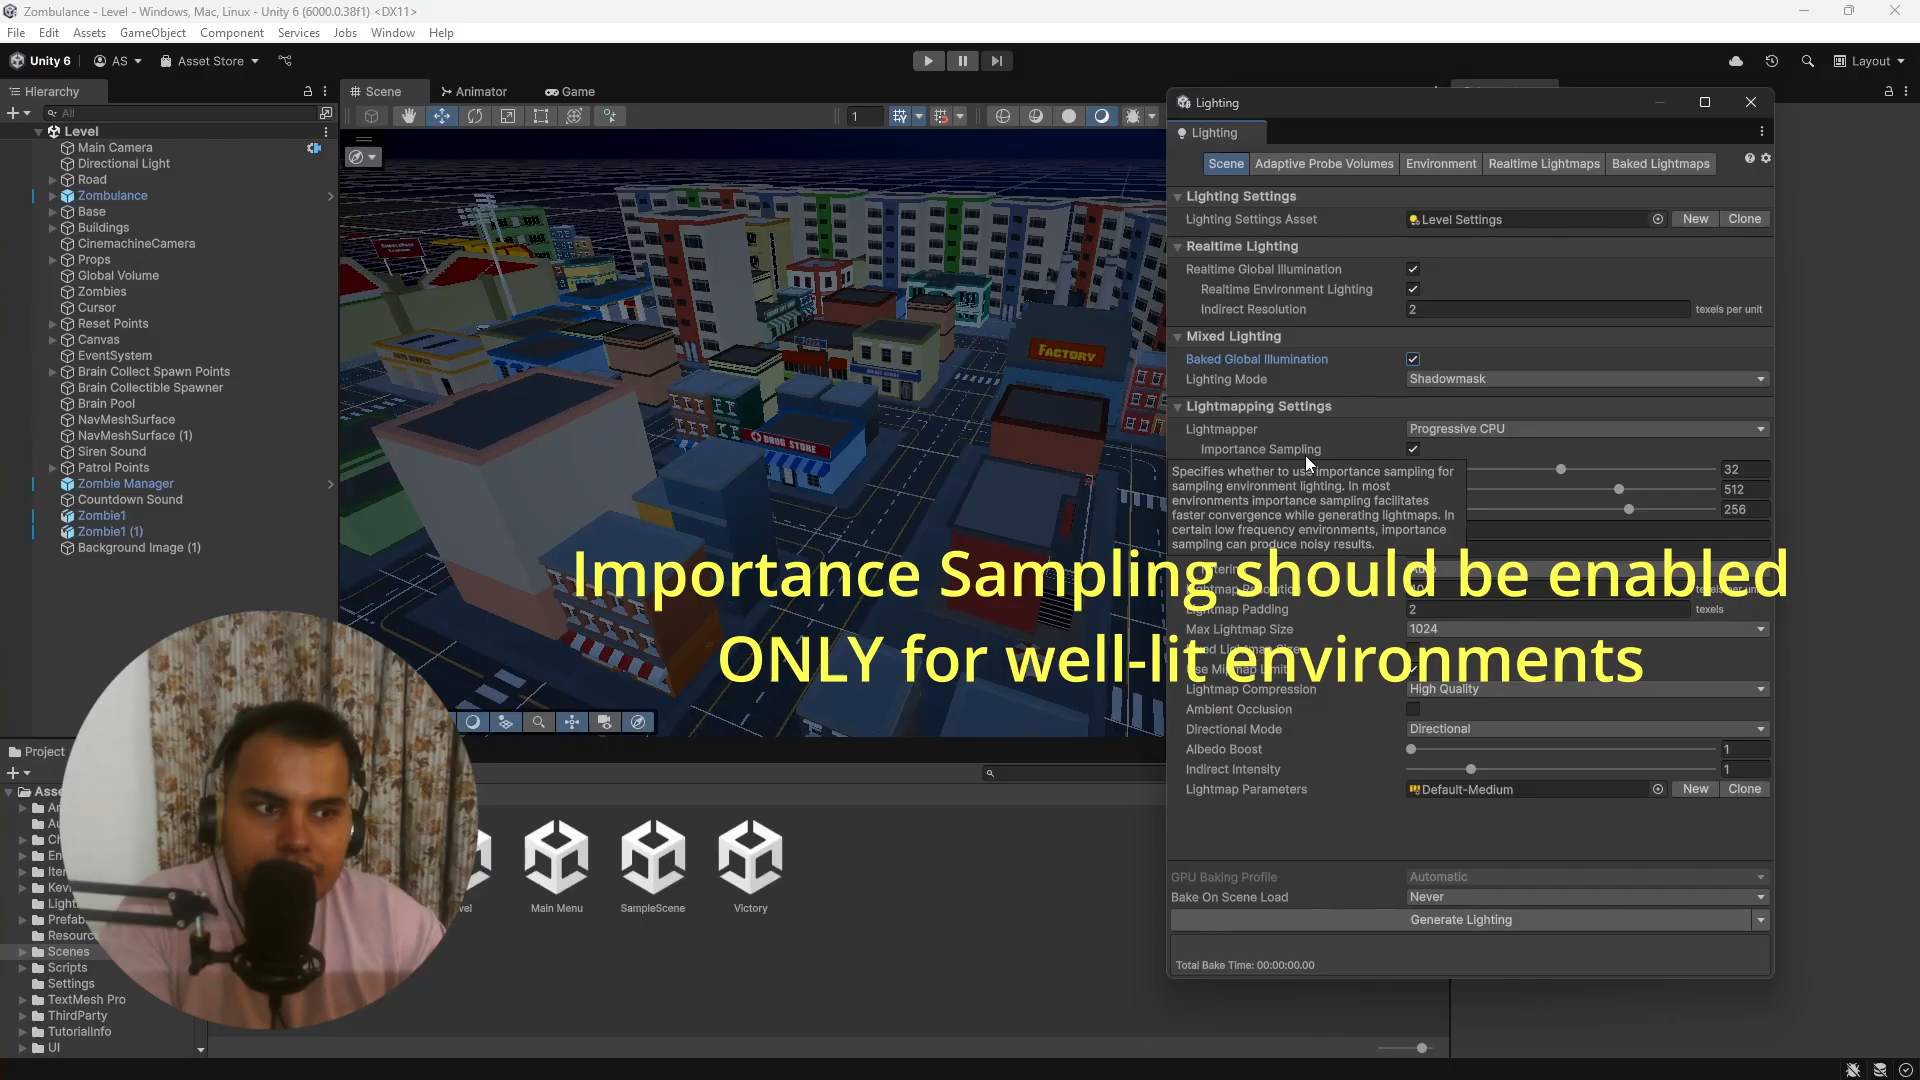 Zombulance - Level - Windows, Mac, Linux - Unity 6 (6000.0.38f1) <DX11>
File Edit Assets GameObject Component Services Jobs Window Help
Unity 6 AS Asset Store Layout
Hierarchy
All
Level
Main Camera
Directional Light
Road
Zombulance
Base
Buildings
CinemachineCamera
Props
Global Volume
Zombies
Cursor
Reset Points
Canvas
EventSystem
Brain Collect Spawn Points
Brain Collectible Spawner
Brain Pool
NavMeshSurface
NavMeshSurface (1)
Siren Sound
Patrol Points
Zombie Manager
Countdown Sound
Zombie1
Zombie1 (1)
Background Image (1)
Scene Animator Game
1
FACTORY
DRUG STORE
Lighting
Lighting
Scene Adaptive Probe Volumes Environment Realtime Lightmaps Baked Lightmaps
Lighting Settings
Lighting Settings Asset Level Settings New Clone
Realtime Lighting
Realtime Global Illumination
Realtime Environment Lighting
Indirect Resolution 2 texels per unit
Mixed Lighting
Baked Global Illumination
Lighting Mode Shadowmask
Lightmapping Settings
Lightmapper Progressive CPU
Importance Sampling
32
512
256
Specifies whether to use importance sampling for
sampling environment lighting. In most
environments importance sampling facilitates
faster convergence while generating lightmaps. In
certain low frequency environments, importance
sampling can produce noisy results.
Importance Sampling should be enabled
ONLY for well-lit environments
Lightmap Padding 2 texels
Max Lightmap Size 1024
Lightmap Compression High Quality
Ambient Occlusion
Directional Mode Directional
Albedo Boost 1
Indirect Intensity 1
Lightmap Parameters Default-Medium New Clone
GPU Baking Profile Automatic
Bake On Scene Load Never
Generate Lighting
Total Bake Time: 00:00:00.00
Project
Scenes
Scripts
Settings
TextMesh Pro
ThirdParty
TutorialInfo
UI
Main Menu SampleScene Victory